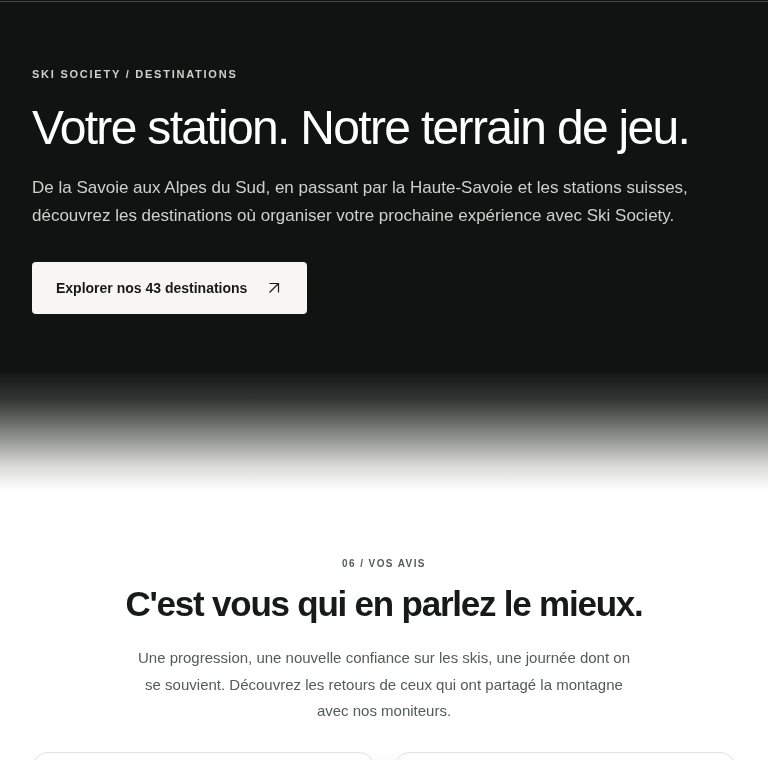 SKI SOCIETY / DESTINATIONS
Votre station. Notre terrain de jeu.
De la Savoie aux Alpes du Sud, en passant par la Haute-Savoie et les stations suisses,
découvrez les destinations où organiser votre prochaine expérience avec Ski Society.
Explorer nos 43 destinations
06 / VOS AVIS
C'est vous qui en parlez le mieux.
Une progression, une nouvelle confiance sur les skis, une journée dont on
se souvient. Découvrez les retours de ceux qui ont partagé la montagne
avec nos moniteurs.